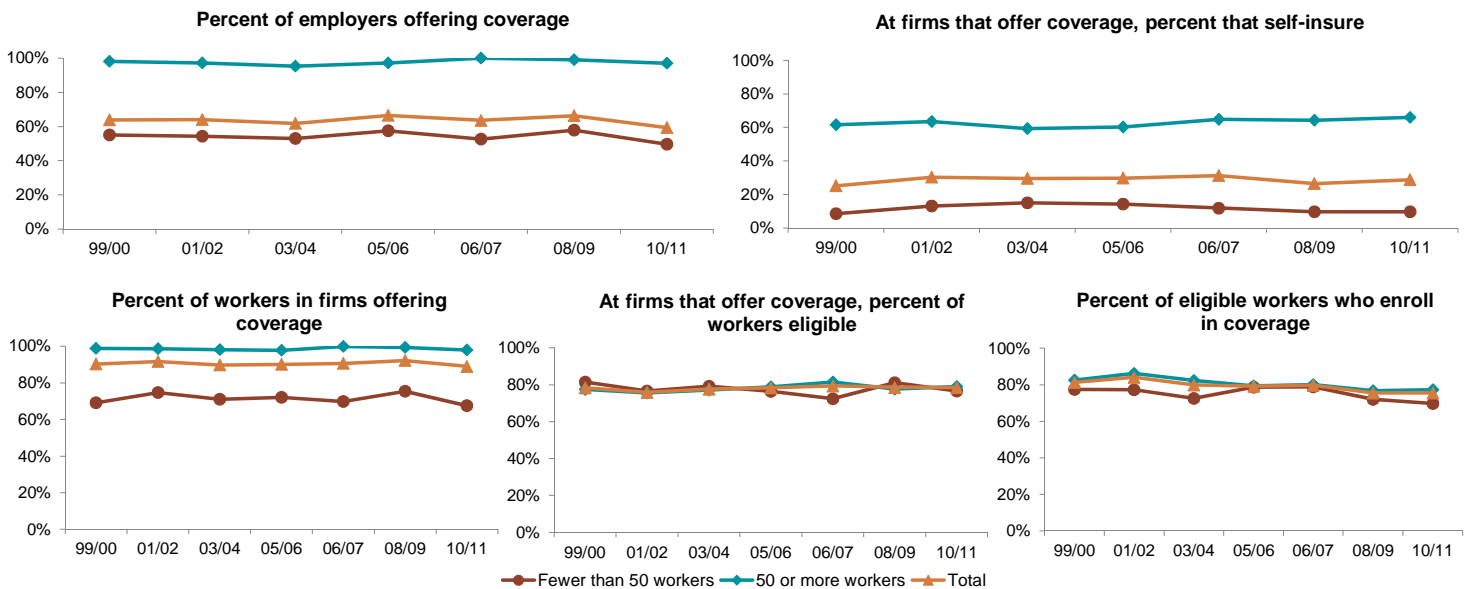 Percent of employers offering coverage
100%
80%
60%
40%
20%
0%
99/00 01/02 03/04 05/06 06/07 08/09 10/11
At firms that offer coverage, percent that self-insure
100%
80%
60%
40%
20%
0%
99/00 01/02 03/04 05/06 06/07 08/09 10/11
Percent of workers in firms offering
coverage
100%
80%
60%
40%
20%
0%
99/00 01/02 03/04 05/06 06/07 08/09 10/11
At firms that offer coverage, percent of
workers eligible
100%
80%
60%
40%
20%
0%
99/00 01/02 03/04 05/06 06/07 08/09 10/11
Percent of eligible workers who enroll
in coverage
100%
80%
60%
40%
20%
0%
99/00 01/02 03/04 05/06 06/07 08/09 10/11
Fewer than 50 workers 50 or more workers Total